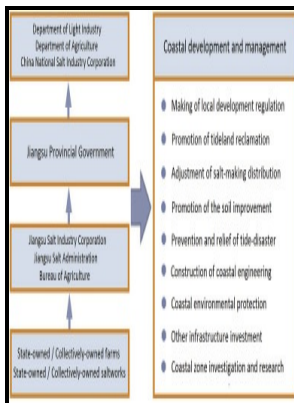 Department of Light Industry
Department of Agriculture
China National Salt Industry Corporation
Jiangsu Provincial Government
Jiangsu Salt Industry Corporation
Jiangsu Salt Administration
Bureau of Agriculture
State-owned / Collectively-owned farms
State-owned / Collectively-owned saltworks
Coastal development and management
Making of local development regulation
Promotion of tideland reclamation
Adjustment of salt-making distribution
Promotion of the soil improvement
Prevention and relief of tide-disaster
Construction of coastal engineering
Coastal environmental protection
Other infrastructure investment
Coastal zone investigation and research